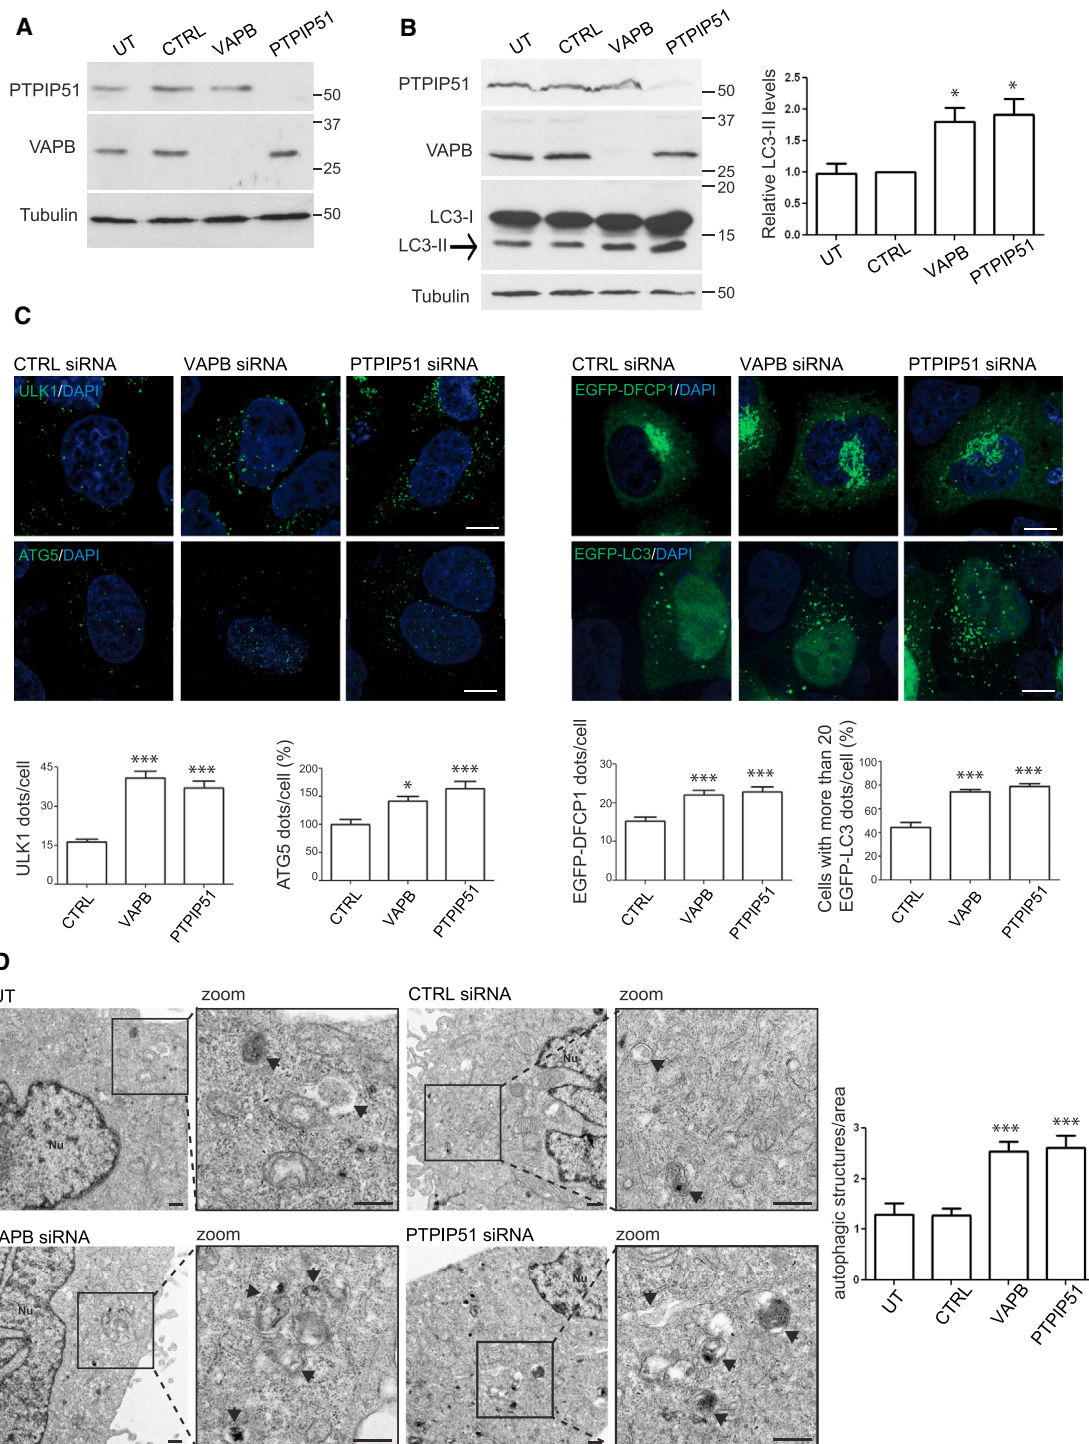 A
UT
CTRL
VAPB
PTPIP51
PTPIP51
50
37
VAPB
25
Tubulin
50
B
UT
CTRL
VAPB
PTPIP51
PTPIP51
50
37
VAPB
25
20
LC3-I
15
LC3-II
Tubulin
50
Relative LC3-II levels
2.5
2.0
1.5
1.0
0.5
0.0
*
*
UT
CTRL
VAPB
PTPIP51
C
CTRL siRNA
VAPB siRNA
PTPIP51 siRNA
ULK1/DAPI
ATG5/DAPI
CTRL siRNA
VAPB siRNA
PTPIP51 siRNA
EGFP-DFCP1/DAPI
EGFP-LC3/DAPI
ULK1 dots/cell
45
30
15
0
***
***
CTRL
VAPB
PTPIP51
ATG5 dots/cell (%)
200
150
100
50
0
*
***
CTRL
VAPB
PTPIP51
EGFP-DFCP1 dots/cell
30
20
10
0
***
***
CTRL
VAPB
PTPIP51
Cells with more than 20
EGFP-LC3 dots/cell (%)
100
80
60
40
20
0
***
***
CTRL
VAPB
PTPIP51
D
UT
zoom
Nu
CTRL siRNA
zoom
Nu
VAPB siRNA
zoom
Nu
PTPIP51 siRNA
zoom
Nu
autophagic structures/area
3
2
1
0
***
***
UT
CTRL
VAPB
PTPIP51